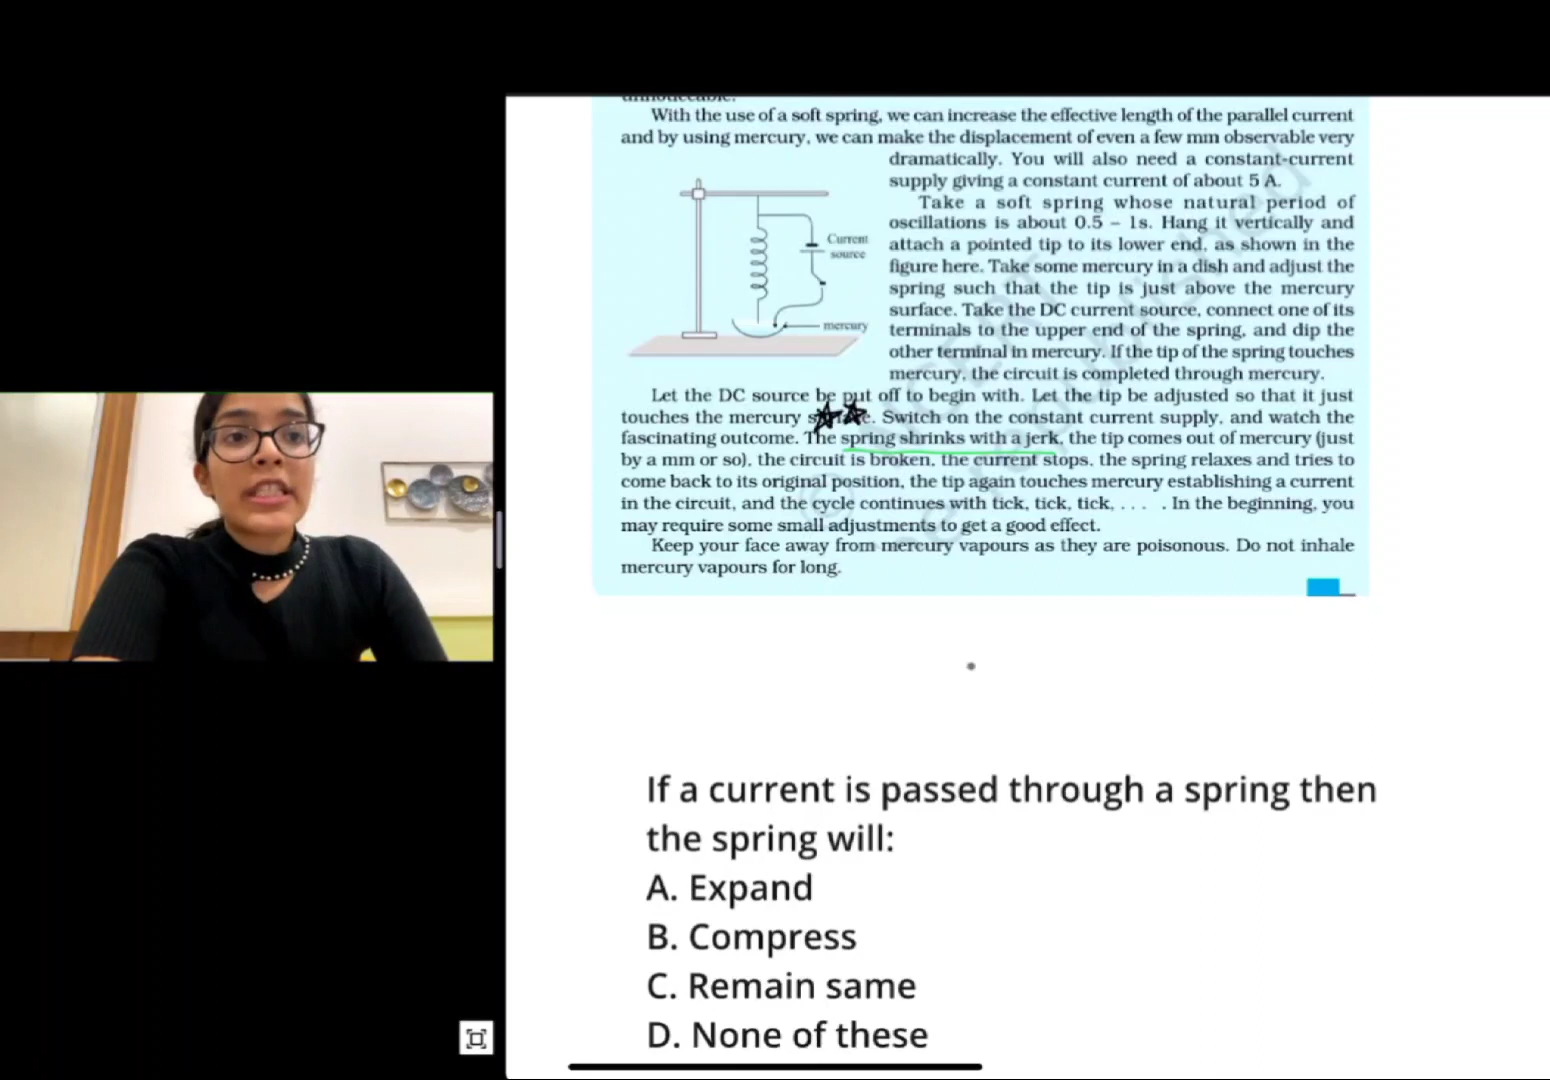 With the use of a soft spring, we can increase the effective length of the parallel current
and by using mercury, we can make the displacement of even a few mm observable very
dramatically. You will also need a constant-current
supply giving a constant current of about 5 A.
Take a soft spring whose natural period of
oscillations is about 0.5 – 1s. Hang it vertically and
attach a pointed tip to its lower end, as shown in the
figure here. Take some mercury in a dish and adjust the
spring such that the tip is just above the mercury
surface. Take the DC current source, connect one of its
terminals to the upper end of the spring, and dip the
other terminal in mercury. If the tip of the spring touches
mercury, the circuit is completed through mercury.
Current
source
mercury
Let the DC source be put off to begin with. Let the tip be adjusted so that it just
touches the mercury . Switch on the constant current supply, and watch the
fascinating outcome. The spring shrinks with a jerk, the tip comes out of mercury (just
by a mm or so), the circuit is broken, the current stops, the spring relaxes and tries to
come back to its original position, the tip again touches mercury establishing a current
in the circuit, and the cycle continues with tick, tick, tick, . . . . In the beginning, you
may require some small adjustments to get a good effect.
Keep your face away from mercury vapours as they are poisonous. Do not inhale
mercury vapours for long.
If a current is passed through a spring then
the spring will:
A. Expand
B. Compress
C. Remain same
D. None of these